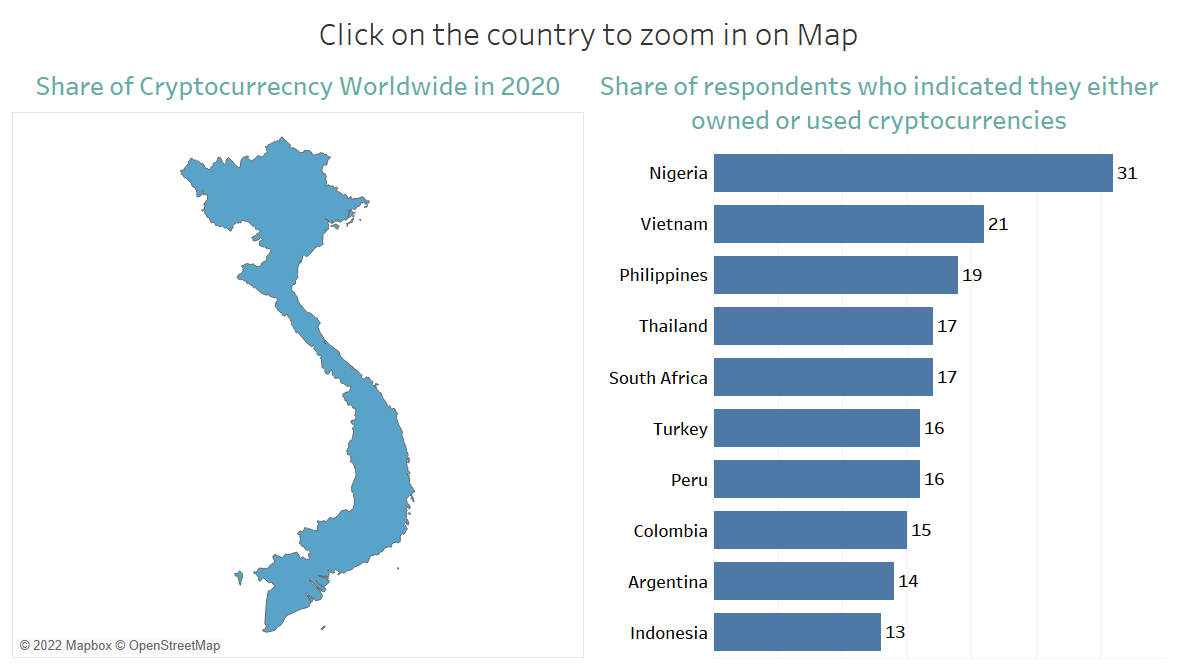 Click on the country to zoom in on Map
Share of Cryptocurrecncy Worldwide in 2020
© 2022 Mapbox © OpenStreetMap
Share of respondents who indicated they either
owned or used cryptocurrencies
Nigeria 31
Vietnam 21
Philippines 19
Thailand 17
South Africa 17
Turkey 16
Peru 16
Colombia 15
Argentina 14
Indonesia 13